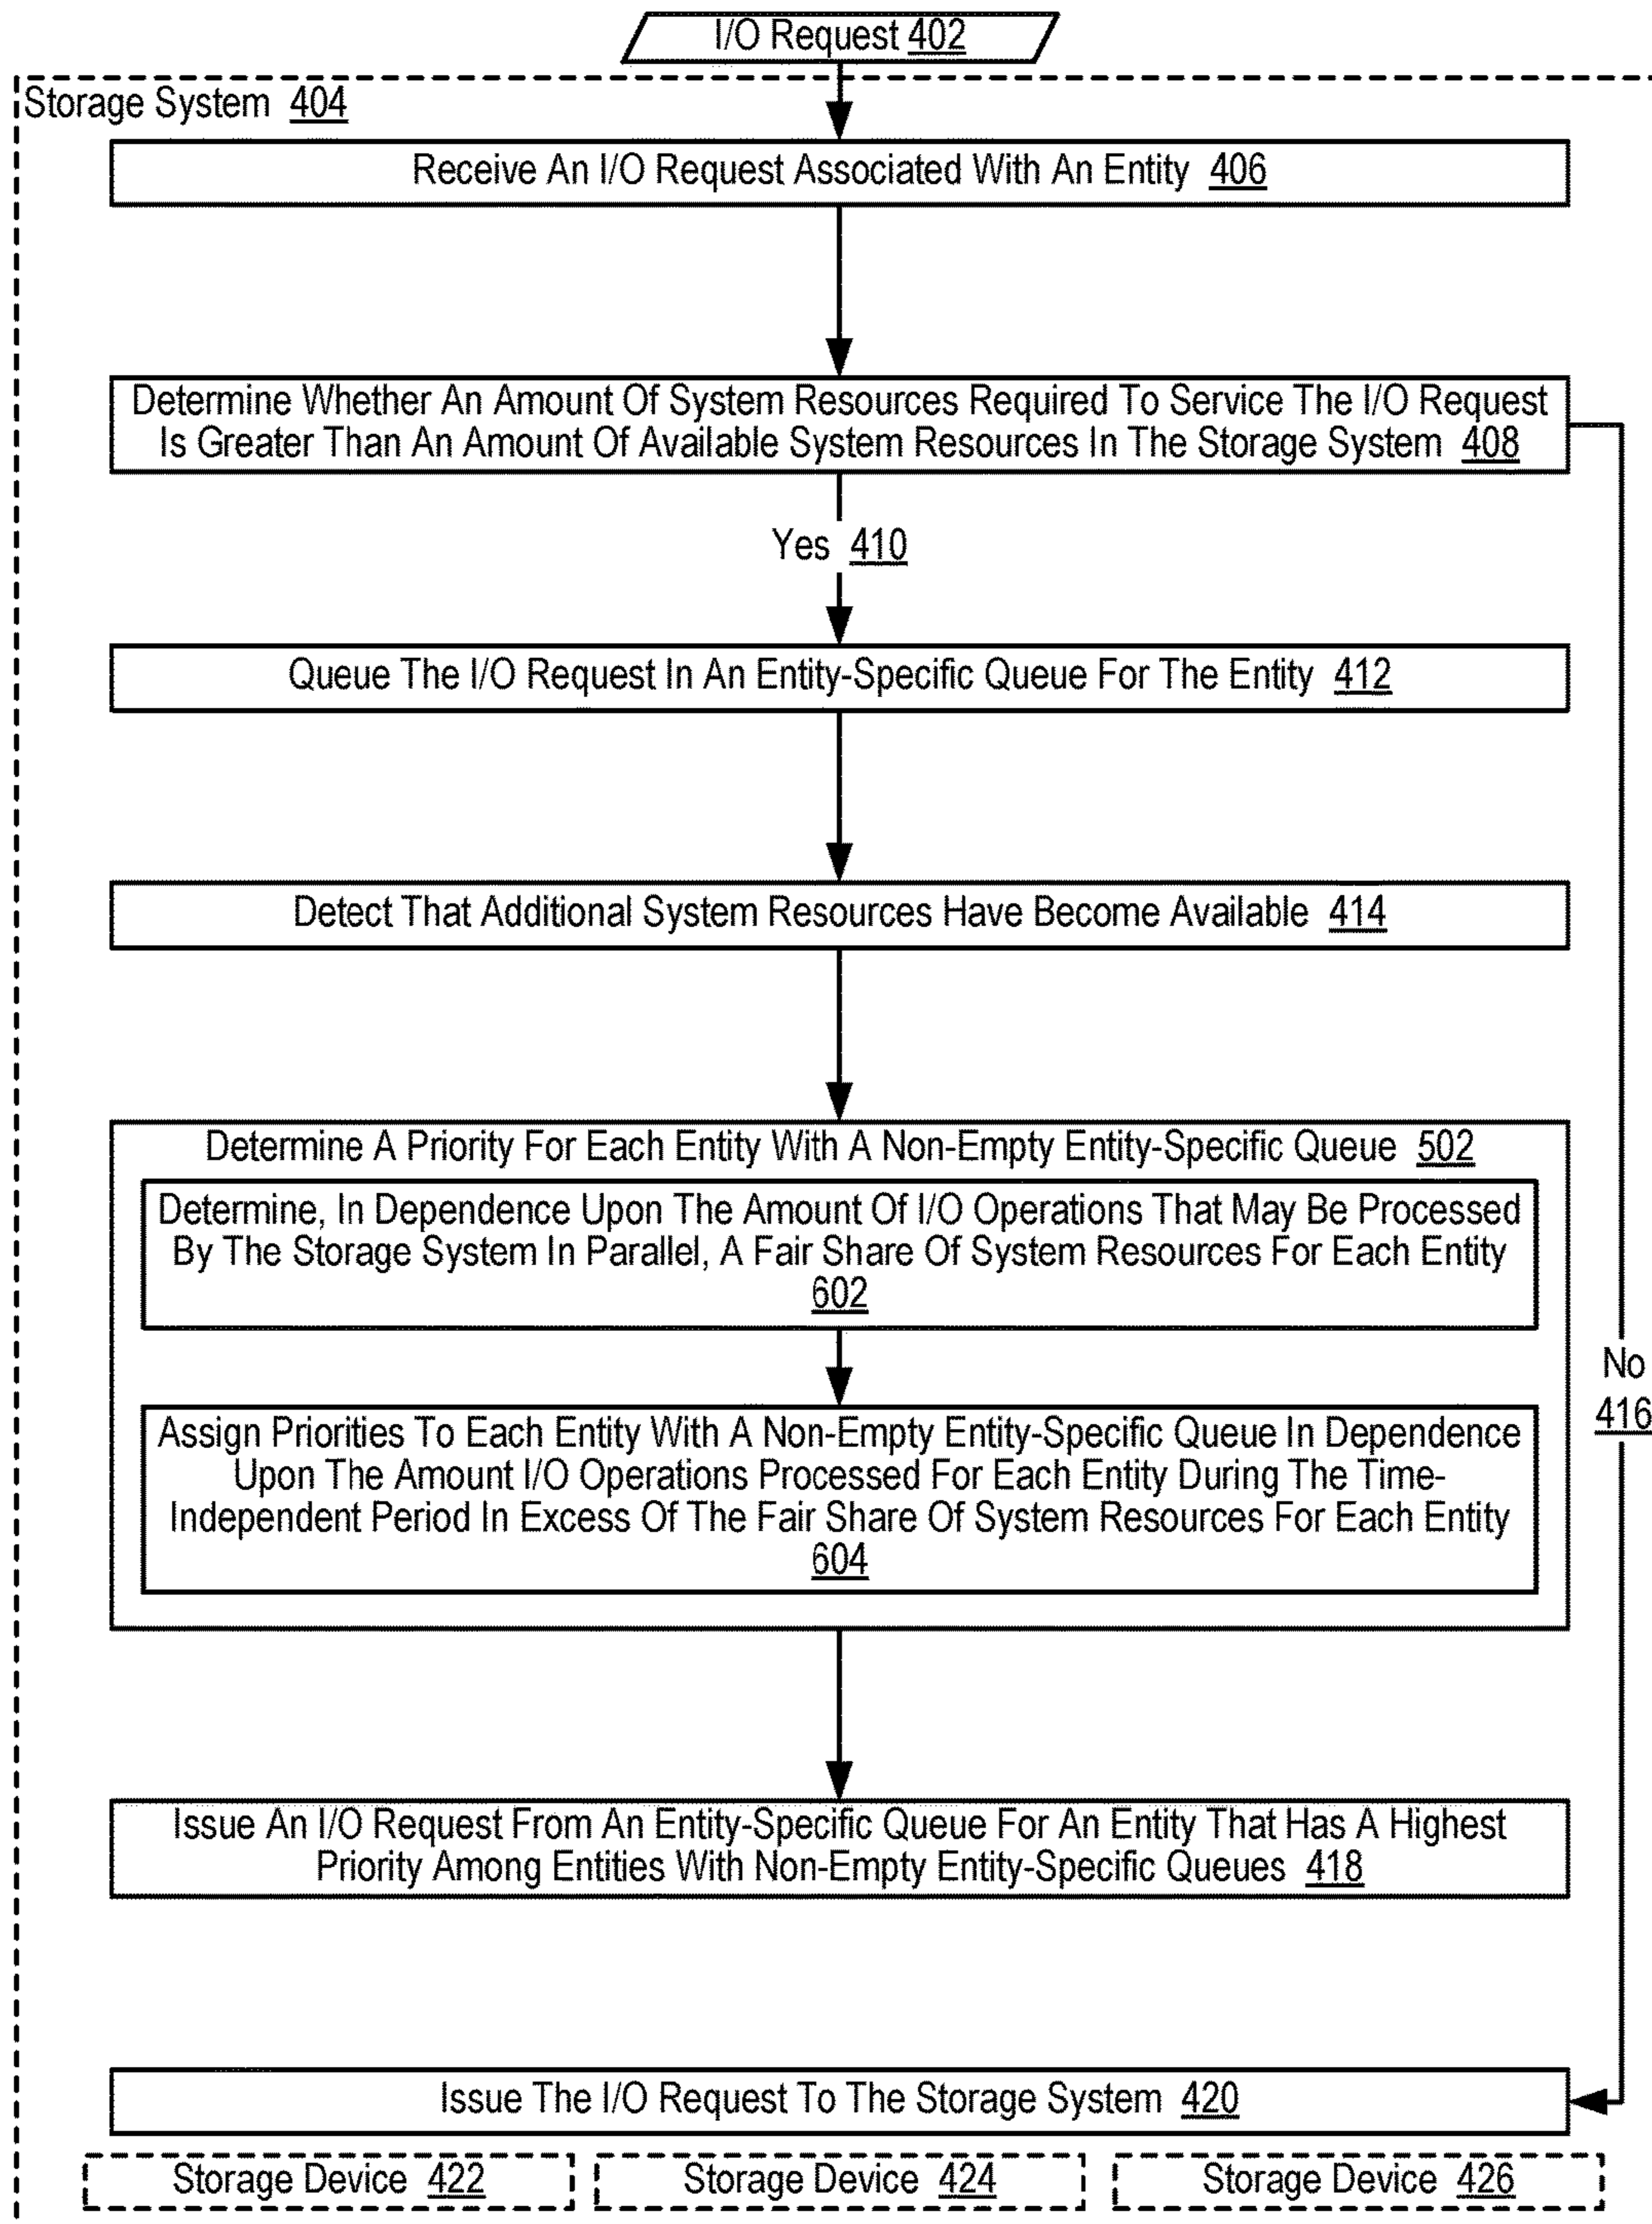 I/O Request 402
Storage System 404
Receive An I/O Request Associated With An Entity 406
Determine Whether An Amount Of System Resources Required To Service The I/O Request
Is Greater Than An Amount Of Available System Resources In The Storage System 408
Yes 410
Queue The I/O Request In An Entity-Specific Queue For The Entity 412
Detect That Additional System Resources Have Become Available 414
Determine A Priority For Each Entity With A Non-Empty Entity-Specific Queue 502
Determine, In Dependence Upon The Amount Of I/O Operations That May Be Processed
By The Storage System In Parallel, A Fair Share Of System Resources For Each Entity
602
No
416
Assign Priorities To Each Entity With A Non-Empty Entity-Specific Queue In Dependence
Upon The Amount I/O Operations Processed For Each Entity During The Time-
Independent Period In Excess Of The Fair Share Of System Resources For Each Entity
604
Issue An I/O Request From An Entity-Specific Queue For An Entity That Has A Highest
Priority Among Entities With Non-Empty Entity-Specific Queues 418
Issue The I/O Request To The Storage System 420
Storage Device 422
Storage Device 424
Storage Device 426